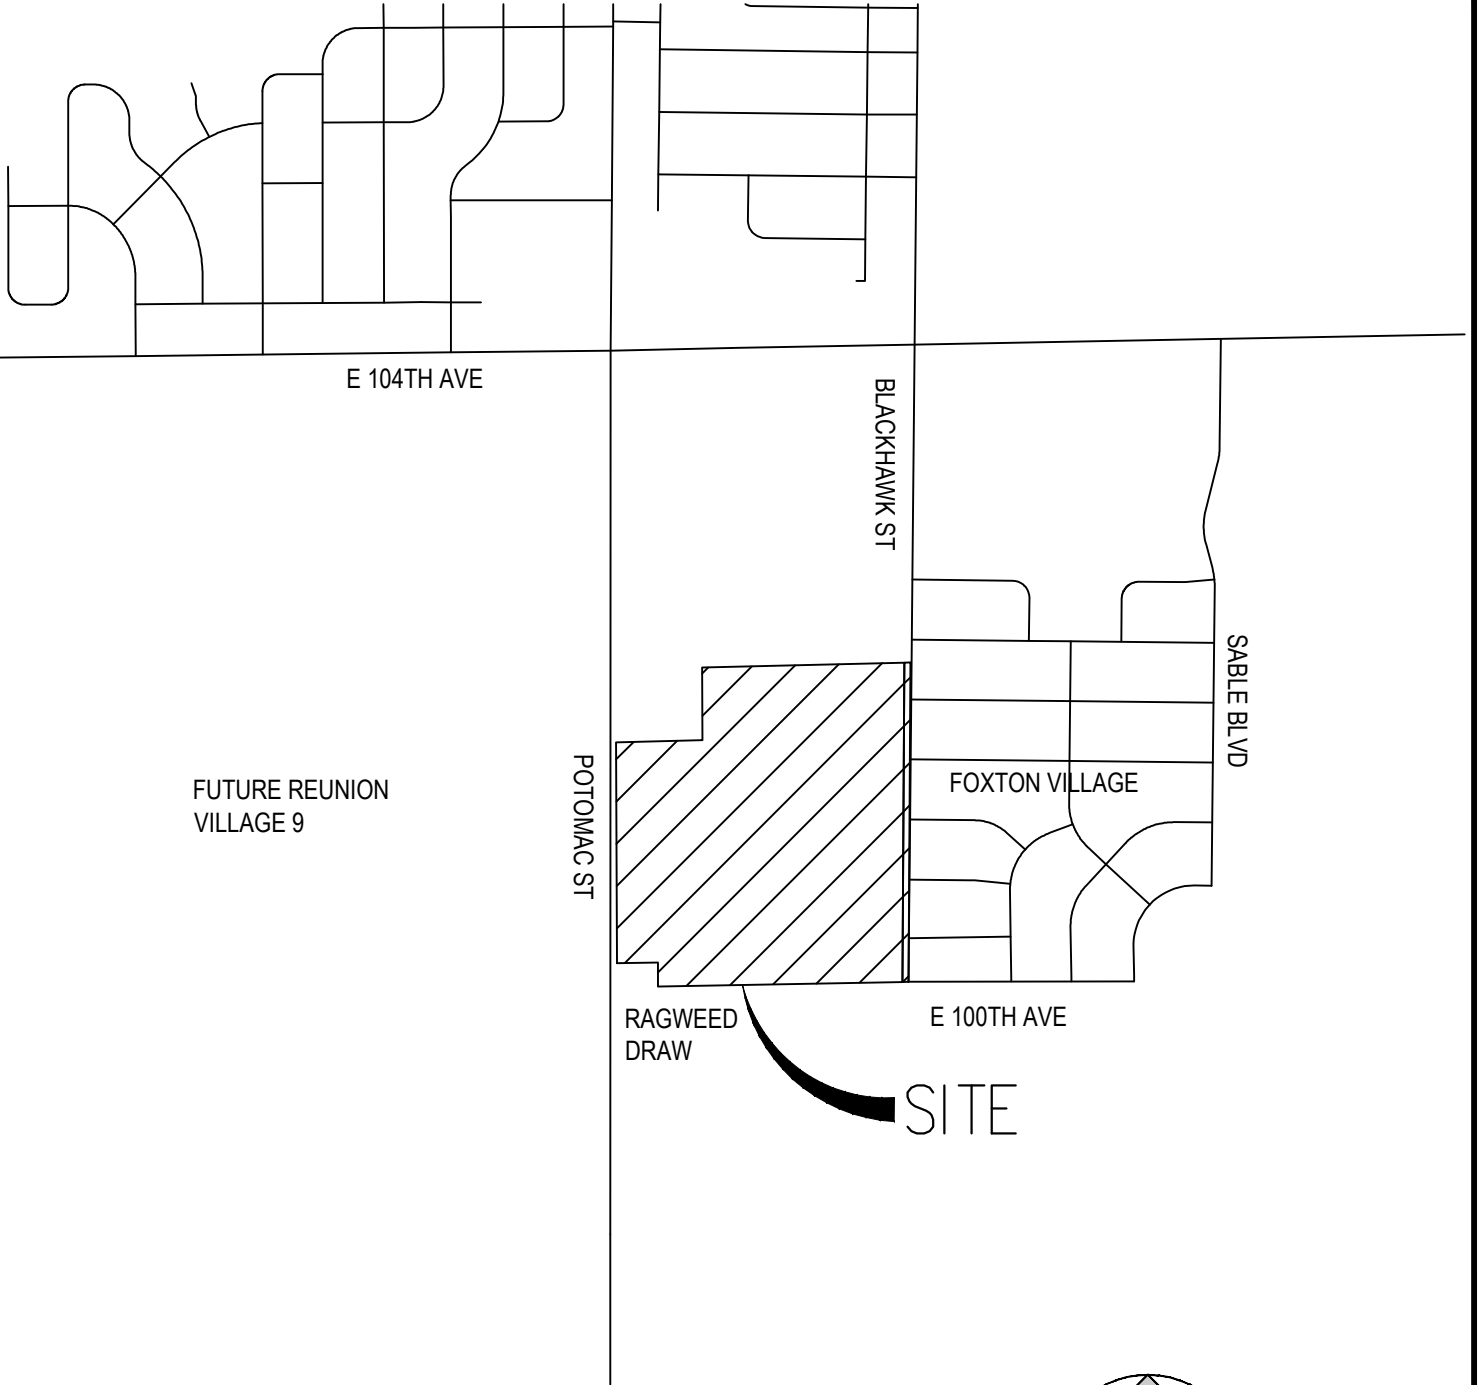 E 104TH AVE
BLACKHAWK ST
SABLE BLVD
POTOMAC ST
FUTURE REUNION
VILLAGE 9
FOXTON VILLAGE
RAGWEED
DRAW
E 100TH AVE
SITE